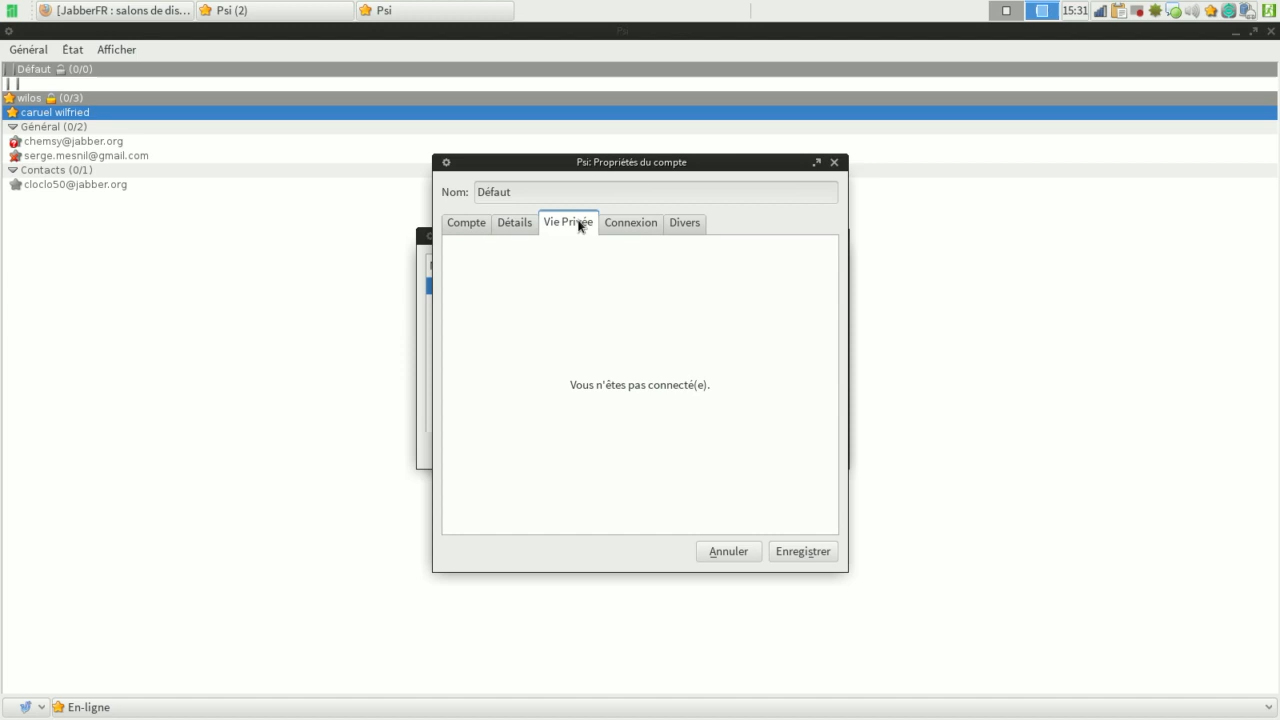 [JabberFR : salons de dis... Psi (2) Psi 15:31
Psi
Général État Afficher
Défaut (0/0)
wilos (0/3)
caruel wilfried
Général (0/2)
chemsy@jabber.org
serge.mesnil@gmail.com
Contacts (0/1)
cloclo50@jabber.org
Psi: Propriétés du compte
Nom: Défaut
Compte Détails Vie Privée Connexion Divers
Vous n'êtes pas connecté(e).
Annuler Enregistrer
En-ligne